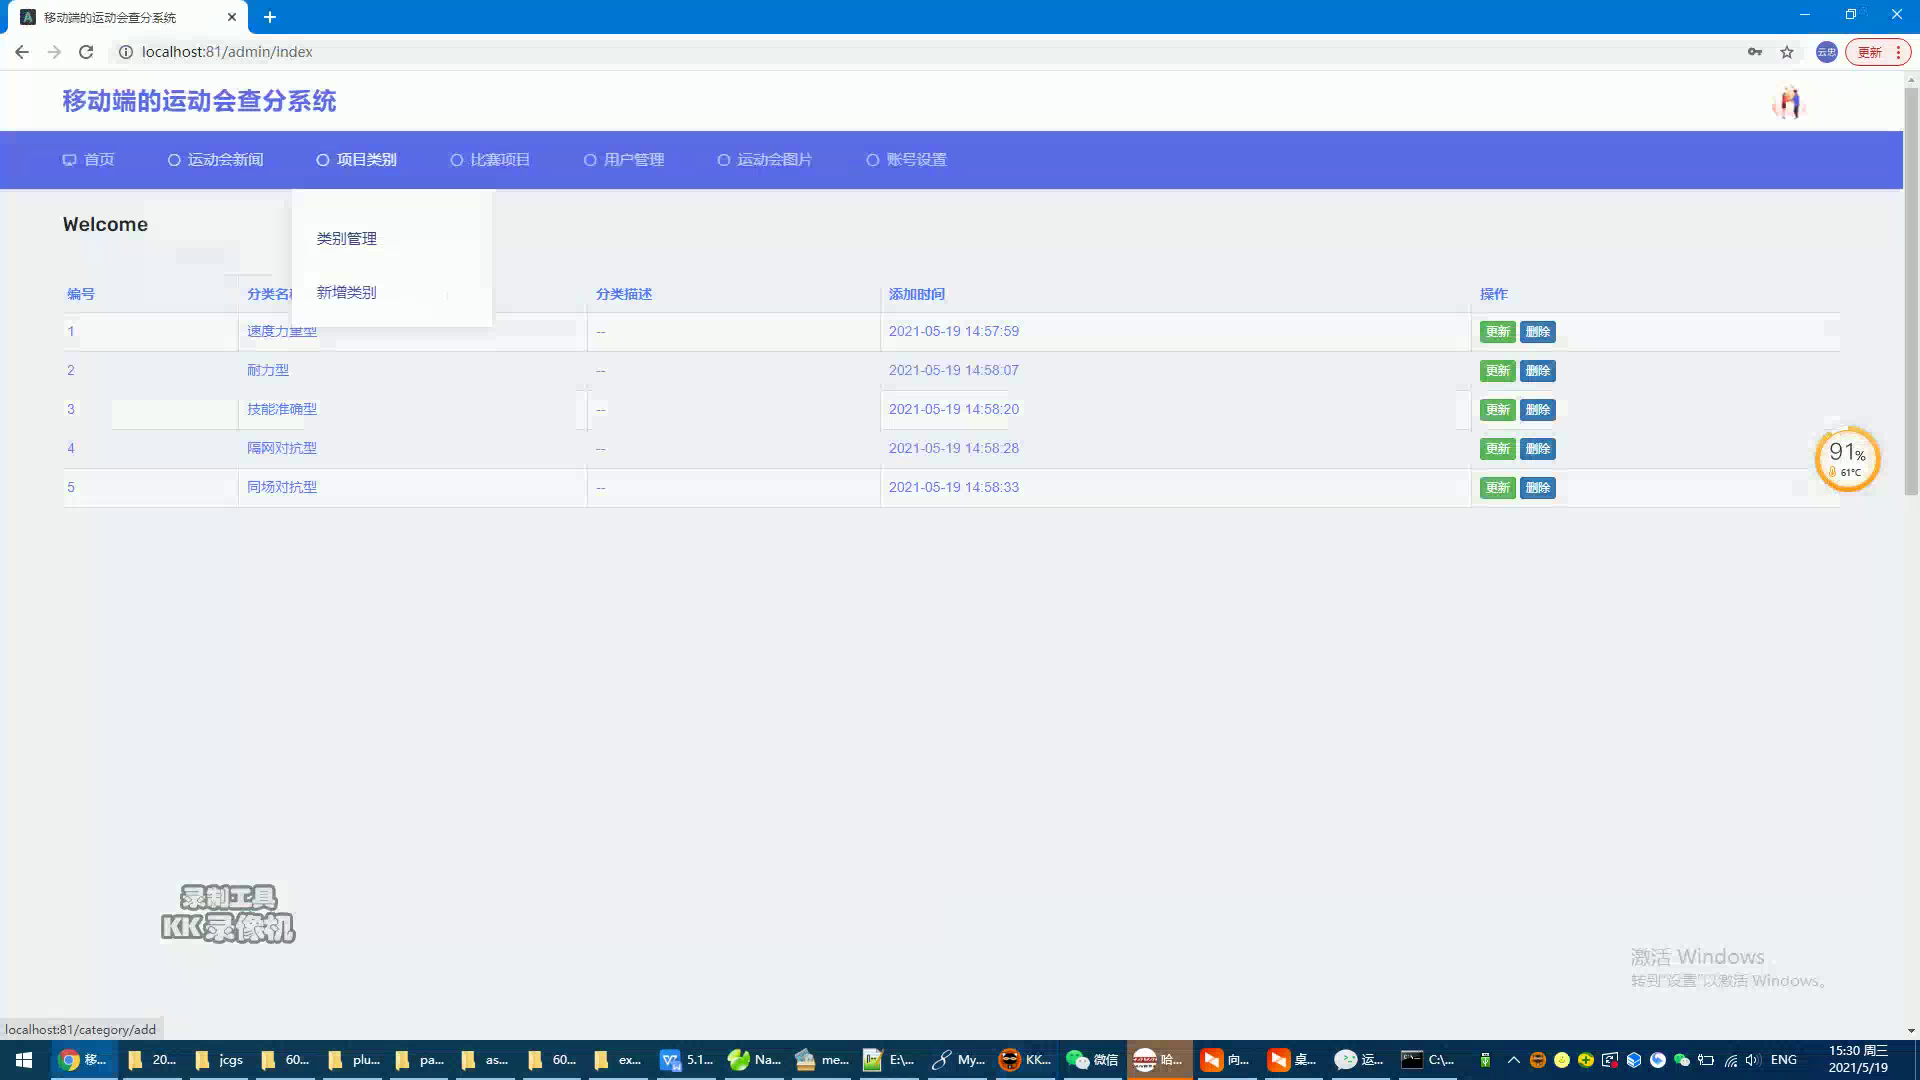 移动端的运动会查分系统
localhost:81/admin/index
云忠
更新
移动端的运动会查分系统
首页 运动会新闻 项目类别 比赛项目 用户管理 运动会图片 账号设置
Welcome
类别管理
新增类别
编号 分类名 分类描述 添加时间 操作
1 速度力量型 -- 2021-05-19 14:57:59 更新 删除
2 耐力型 -- 2021-05-19 14:58:07 更新 删除
3 技能准确型 -- 2021-05-19 14:58:20 更新 删除
4 隔网对抗型 -- 2021-05-19 14:58:28 更新 删除
5 同场对抗型 -- 2021-05-19 14:58:33 更新 删除
91%
61°C
录制工具
KK录像机
激活 Windows
转到"设置"以激活 Windows。
localhost:81/category/add
移... 20... jcgs 60... plu... pa... as... 60... ex... 5.1... Na... me... E:\... My... KK... 微信 哈... 向... 桌... 运... C:\... ENG
15:30 周三
2021/5/19